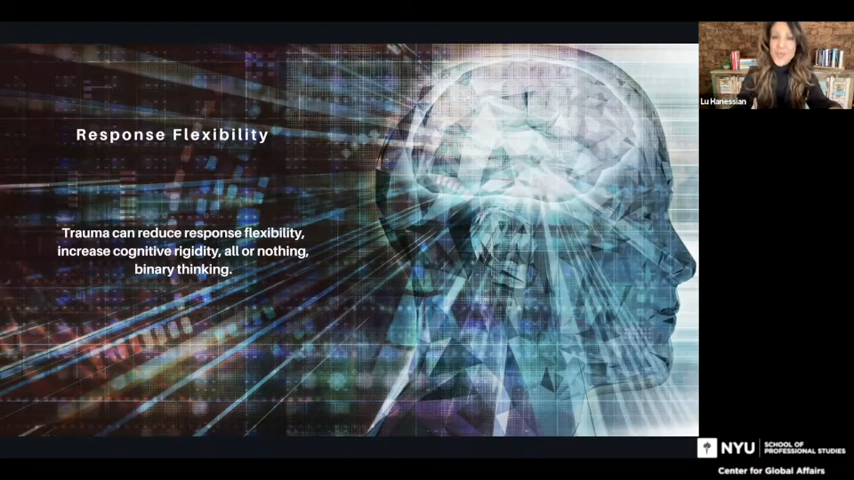 Response Flexibility
Trauma can reduce response flexibility,
increase cognitive rigidity, all or nothing,
binary thinking.
Lu Hanessian
NYU
SCHOOL OF
PROFESSIONAL STUDIES
Center for Global Affairs